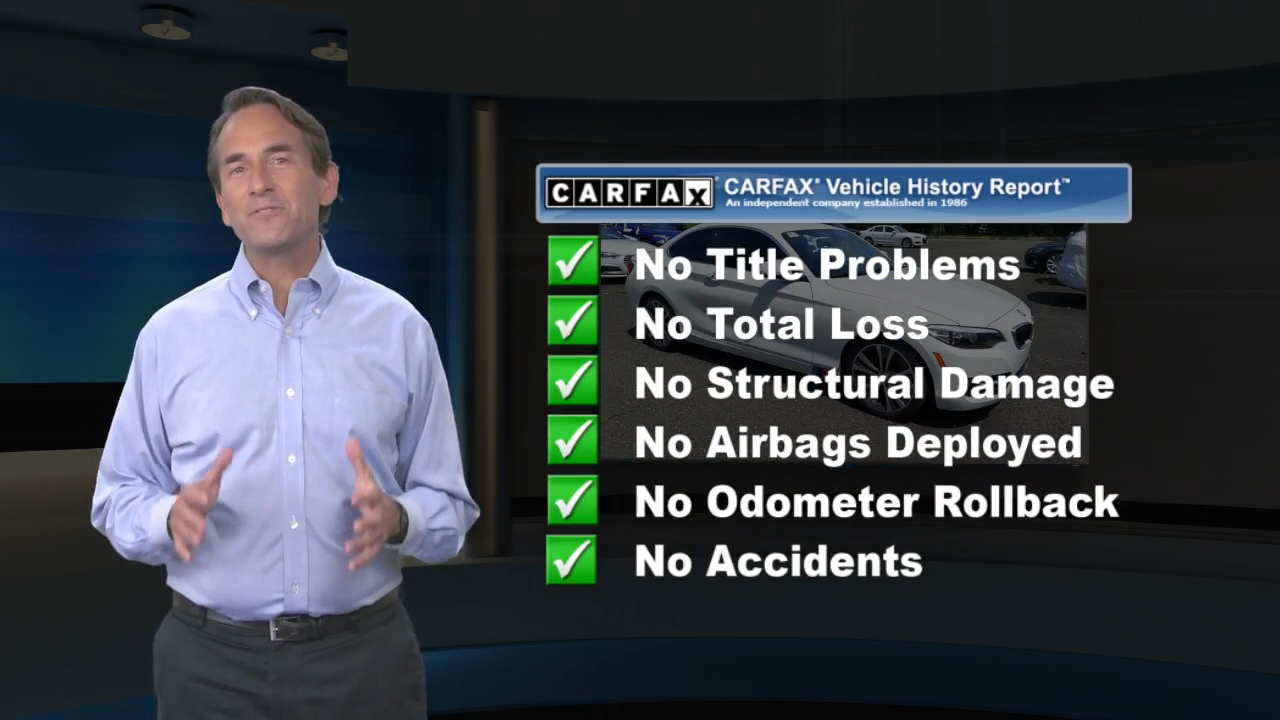 CARFAX® CARFAX® Vehicle History Report™
An independent company established in 1986
No Title Problems
No Total Loss
No Structural Damage
No Airbags Deployed
No Odometer Rollback
No Accidents